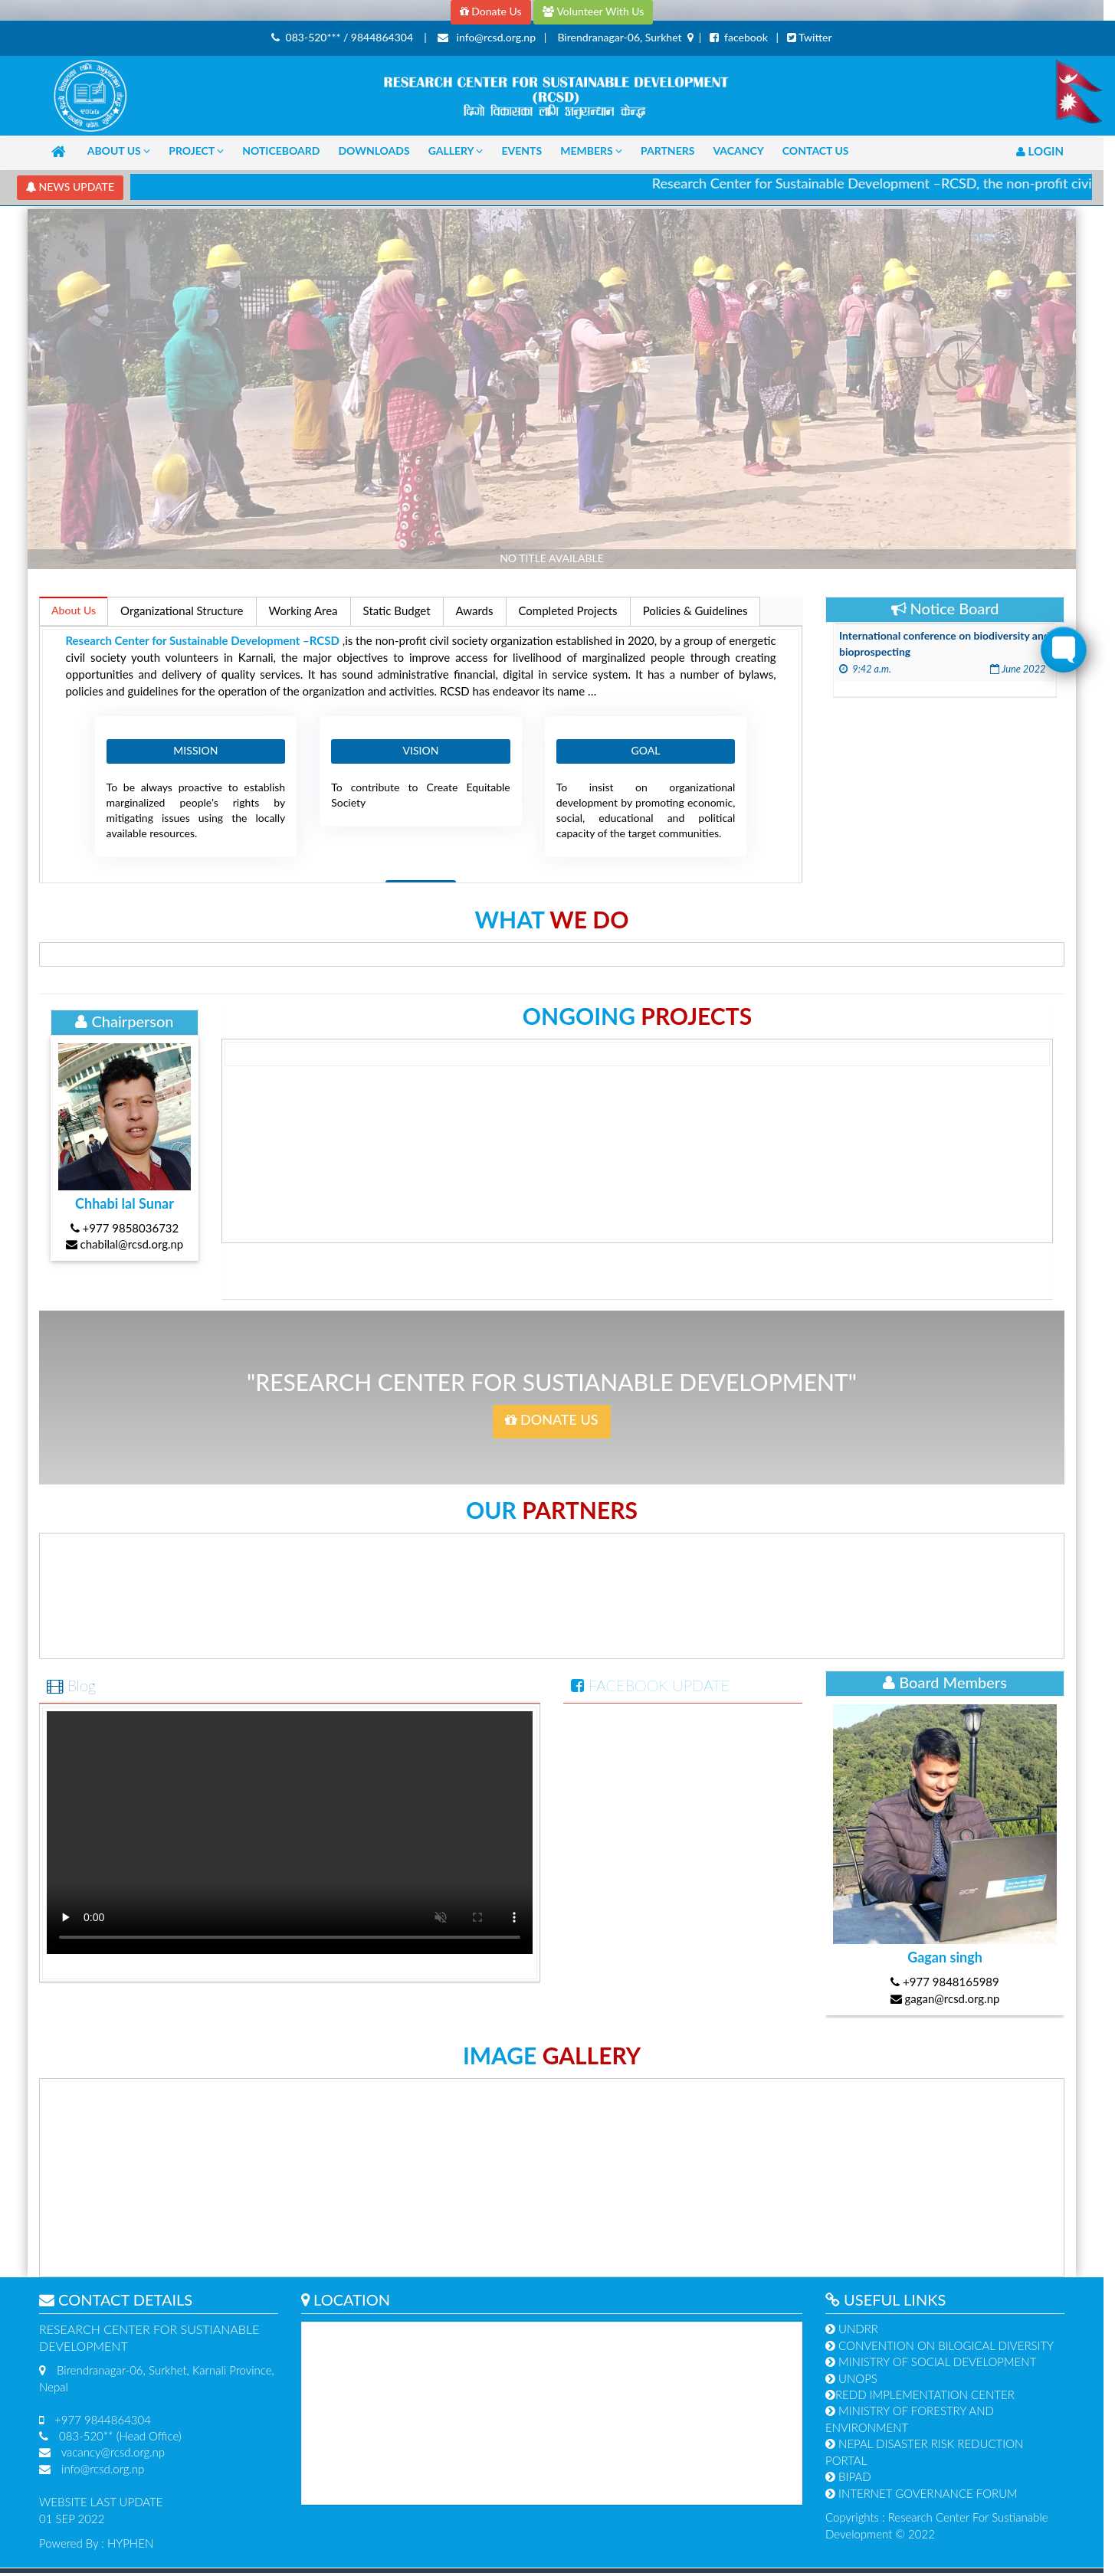 Donate Us Volunteer With Us
083-520*** / 9844864304 | info@rcsd.org.np | Birendranagar-06, Surkhet | facebook | Twitter
RESEARCH CENTER FOR SUSTAINABLE DEVELOPMENT
(RCSD)
दिगो विकासका लागि अनुसन्धान केन्द्र
ABOUT US PROJECT NOTICEBOARD DOWNLOADS GALLERY EVENTS MEMBERS PARTNERS VACANCY CONTACT US LOGIN
NEWS UPDATE Research Center for Sustainable Development –RCSD, the non-profit civi
NO TITLE AVAILABLE
About Us Organizational Structure Working Area Static Budget Awards Completed Projects Policies & Guidelines
Research Center for Sustainable Development –RCSD ,is the non-profit civil society organization established in 2020, by a group of energetic
civil society youth volunteers in Karnali, the major objectives to improve access for livelihood of marginalized people through creating
opportunities and delivery of quality services. It has sound administrative financial, digital in service system. It has a number of bylaws,
policies and guidelines for the operation of the organization and activities. RCSD has endeavor its name ...
MISSION
To be always proactive to establish
marginalized people's rights by
mitigating issues using the locally
available resources.
VISION
To contribute to Create Equitable
Society
GOAL
To insist on organizational
development by promoting economic,
social, educational and political
capacity of the target communities.
Notice Board
International conference on biodiversity and
bioprospecting
9:42 a.m. June 2022
WHAT WE DO
Chairperson
Chhabi lal Sunar
+977 9858036732
chabilal@rcsd.org.np
ONGOING PROJECTS
"RESEARCH CENTER FOR SUSTIANABLE DEVELOPMENT"
DONATE US
OUR PARTNERS
Blog
0:00
FACEBOOK UPDATE
Board Members
Gagan singh
+977 9848165989
gagan@rcsd.org.np
IMAGE GALLERY
CONTACT DETAILS
RESEARCH CENTER FOR SUSTIANABLE
DEVELOPMENT
Birendranagar-06, Surkhet, Karnali Province,
Nepal
+977 9844864304
083-520** (Head Office)
vacancy@rcsd.org.np
info@rcsd.org.np
WEBSITE LAST UPDATE
01 SEP 2022
Powered By : HYPHEN
LOCATION
USEFUL LINKS
UNDRR
CONVENTION ON BILOGICAL DIVERSITY
MINISTRY OF SOCIAL DEVELOPMENT
UNOPS
REDD IMPLEMENTATION CENTER
MINISTRY OF FORESTRY AND
ENVIRONMENT
NEPAL DISASTER RISK REDUCTION
PORTAL
BIPAD
INTERNET GOVERNANCE FORUM
Copyrights : Research Center For Sustianable
Development © 2022